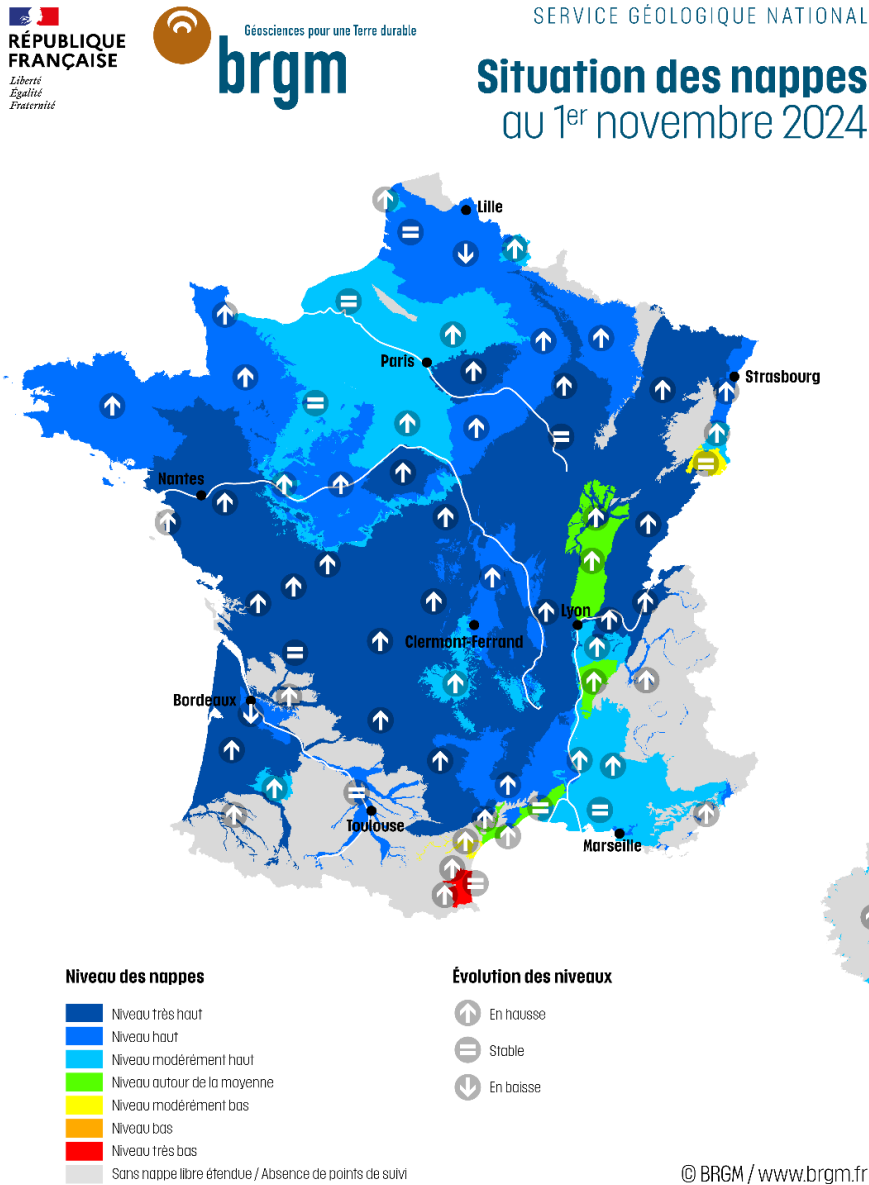 RÉPUBLIQUE
FRANÇAISE
Liberté
Égalité
Fraternité
Géosciences pour une Terre durable
brgm
SERVICE GÉOLOGIQUE NATIONAL
Situation des nappes
au 1er novembre 2024
Lille
Paris
Strasbourg
Nantes
Lyon
Clermont-Ferrand
Bordeaux
Toulouse
Marseille
Niveau des nappes
Niveau très haut
Niveau haut
Niveau modérément haut
Niveau autour de la moyenne
Niveau modérément bas
Niveau bas
Niveau très bas
Sans nappe libre étendue / Absence de points de suivi
Évolution des niveaux
En hausse
Stable
En baisse
© BRGM / www.brgm.fr